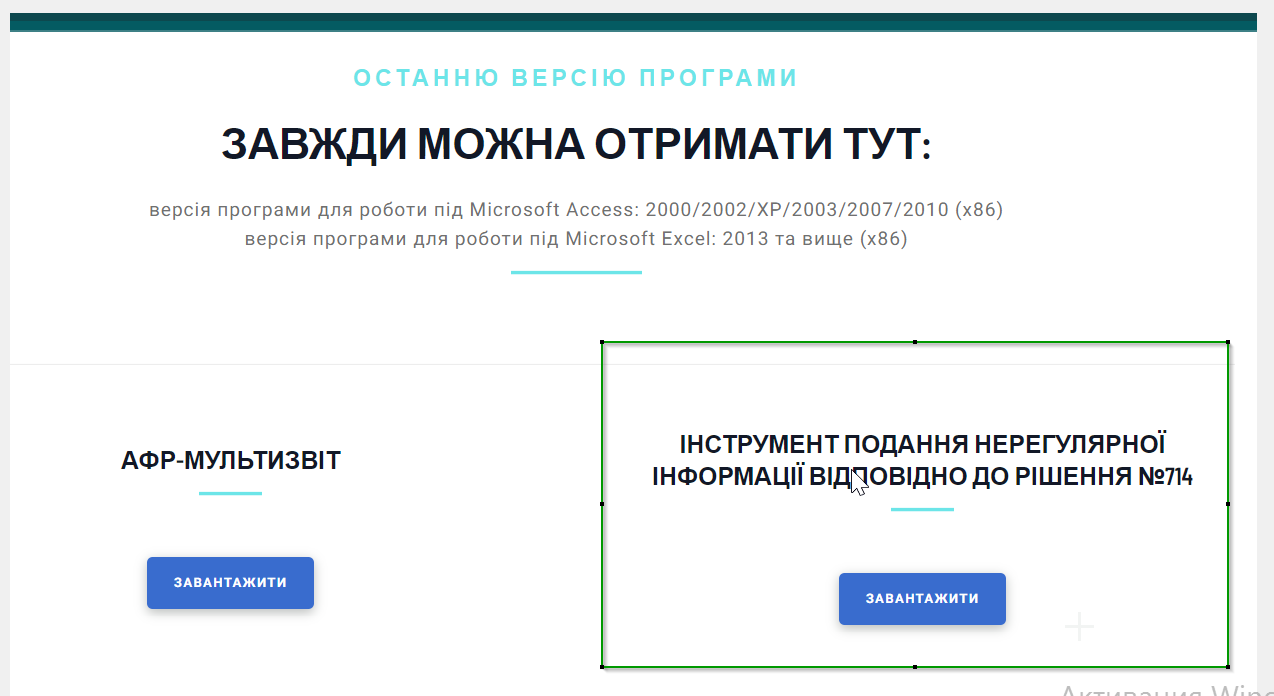 ОСТАННЮ ВЕРСІЮ ПРОГРАМИ
ЗАВЖДИ МОЖНА ОТРИМАТИ ТУТ:
версія програми для роботи під Microsoft Access: 2000/2002/XP/2003/2007/2010 (x86)
версія програми для роботи під Microsoft Excel: 2013 та вище (x86)
АФР-МУЛЬТИЗВІТ
ЗАВАНТАЖИТИ
ІНСТРУМЕНТ ПОДАННЯ НЕРЕГУЛЯРНОЇ
ІНФОРМАЦІЇ ВІДПОВІДНО ДО РІШЕННЯ №714
ЗАВАНТАЖИТИ